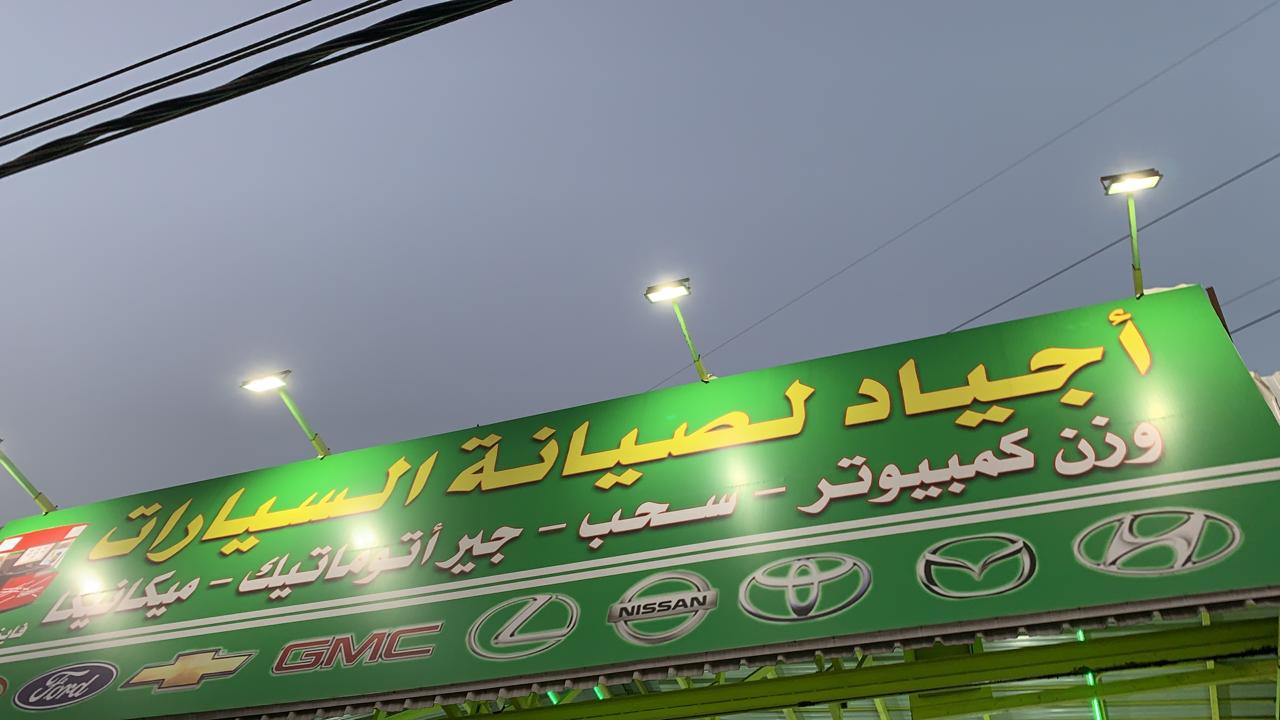 أجياد لصيانة السيارات
وزن كمبيوتر - سحب - جير أتوماتيك - ميكانيكا
NISSAN GMC Ford